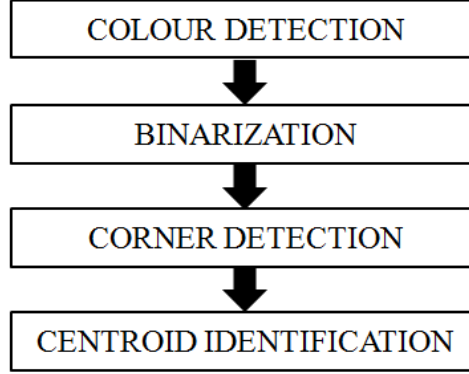 COLOUR DETECTION
BINARIZATION
CORNER DETECTION
CENTROID IDENTIFICATION